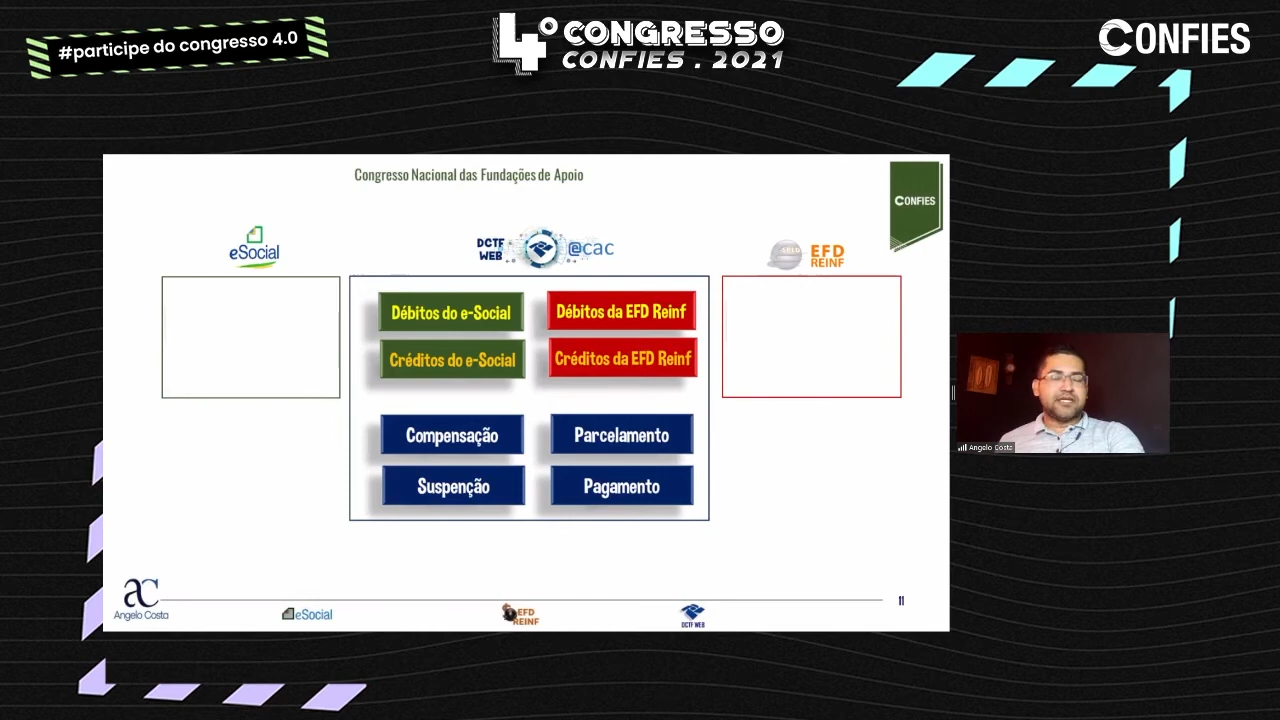 #participe do congresso 4.0
4º CONGRESSO
CONFIES . 2021
CONFIES
Congresso Nacional das Fundações de Apoio
CONFIES
eSocial
DCTF
WEB
@cac
EFD
REINF
Débitos do e-Social
Débitos da EFD Reinf
Créditos do e-Social
Créditos da EFD Reinf
Compensação
Parcelamento
Suspenção
Pagamento
Angelo Costa
AC
Angelo Costa
eSocial
EFD
REINF
DCTF WEB
11